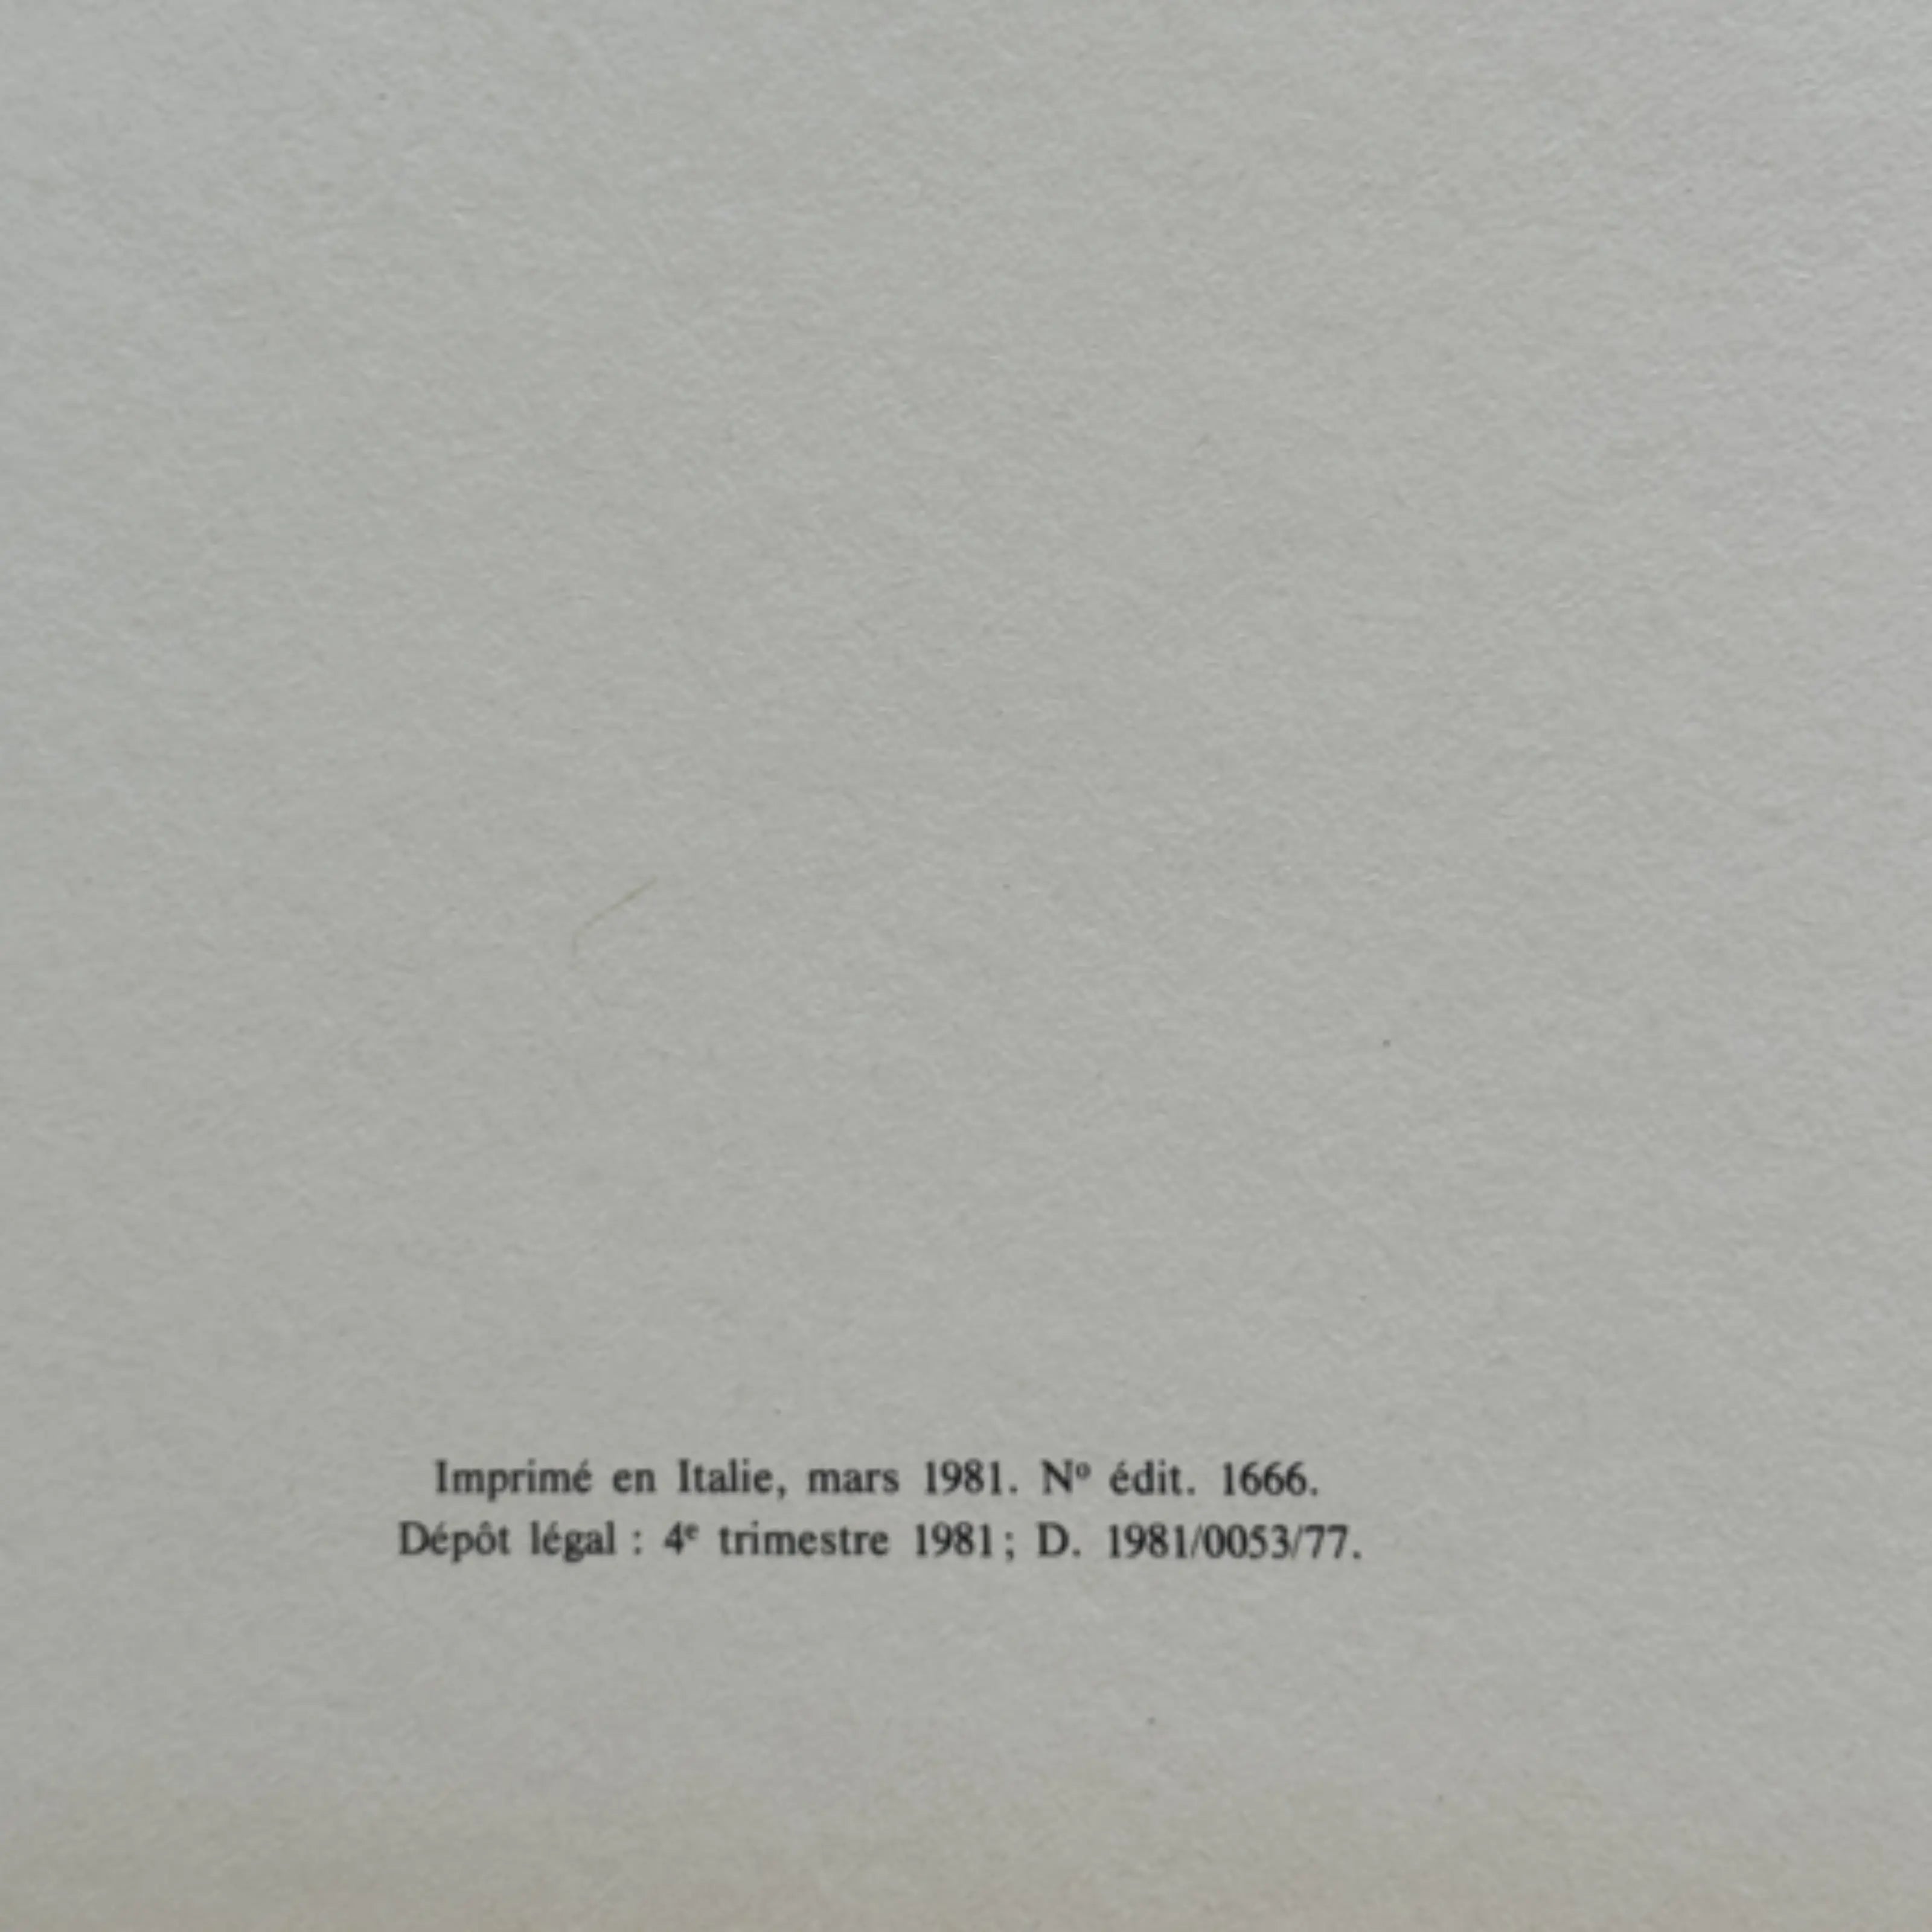 Imprimé en Italie, mars 1981. Nº édit. 1666.
Dépôt légal : 4ᵉ trimestre 1981 ; D. 1981/0053/77.